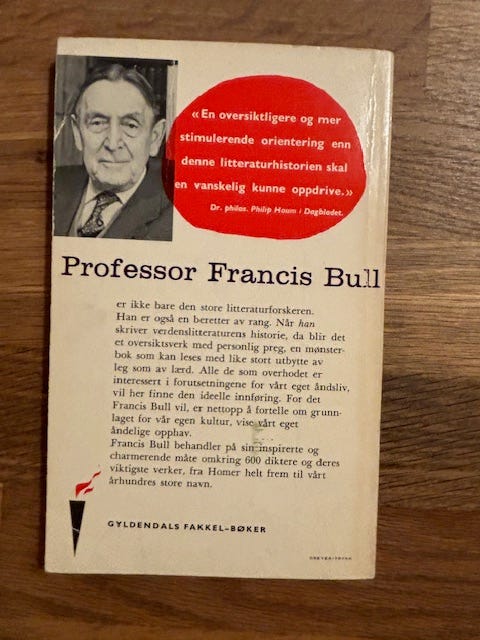 «En oversiktligere og mer
stimulerende orientering enn
denne litteraturhistorien skal
en vanskelig kunne oppdrive.»
Dr. philos. Philip Houm i Dagbladet.
Professor Francis Bull
er ikke bare den store litteraturforskeren.
Han er også en beretter av rang. Når han
skriver verdenslitteraturens historie, da blir det
et oversiktsverk med personlig preg, en mønster-
bok som kan leses med like stort utbytte av
leg som av lærd. Alle de som overhodet er
interessert i forutsetningene for vårt eget åndsliv,
vil her finne den ideelle innføring. For det
Francis Bull vil, er nettopp å fortelle om grunn-
laget for vår egen kultur, vise vårt eget
åndelige opphav.
Francis Bull behandler på sin inspirerte og
charmerende måte omkring 600 diktere og deres
viktigste verker, fra Homer helt frem til vårt
århundres store navn.
GYLDENDALS FAKKEL-BØKER